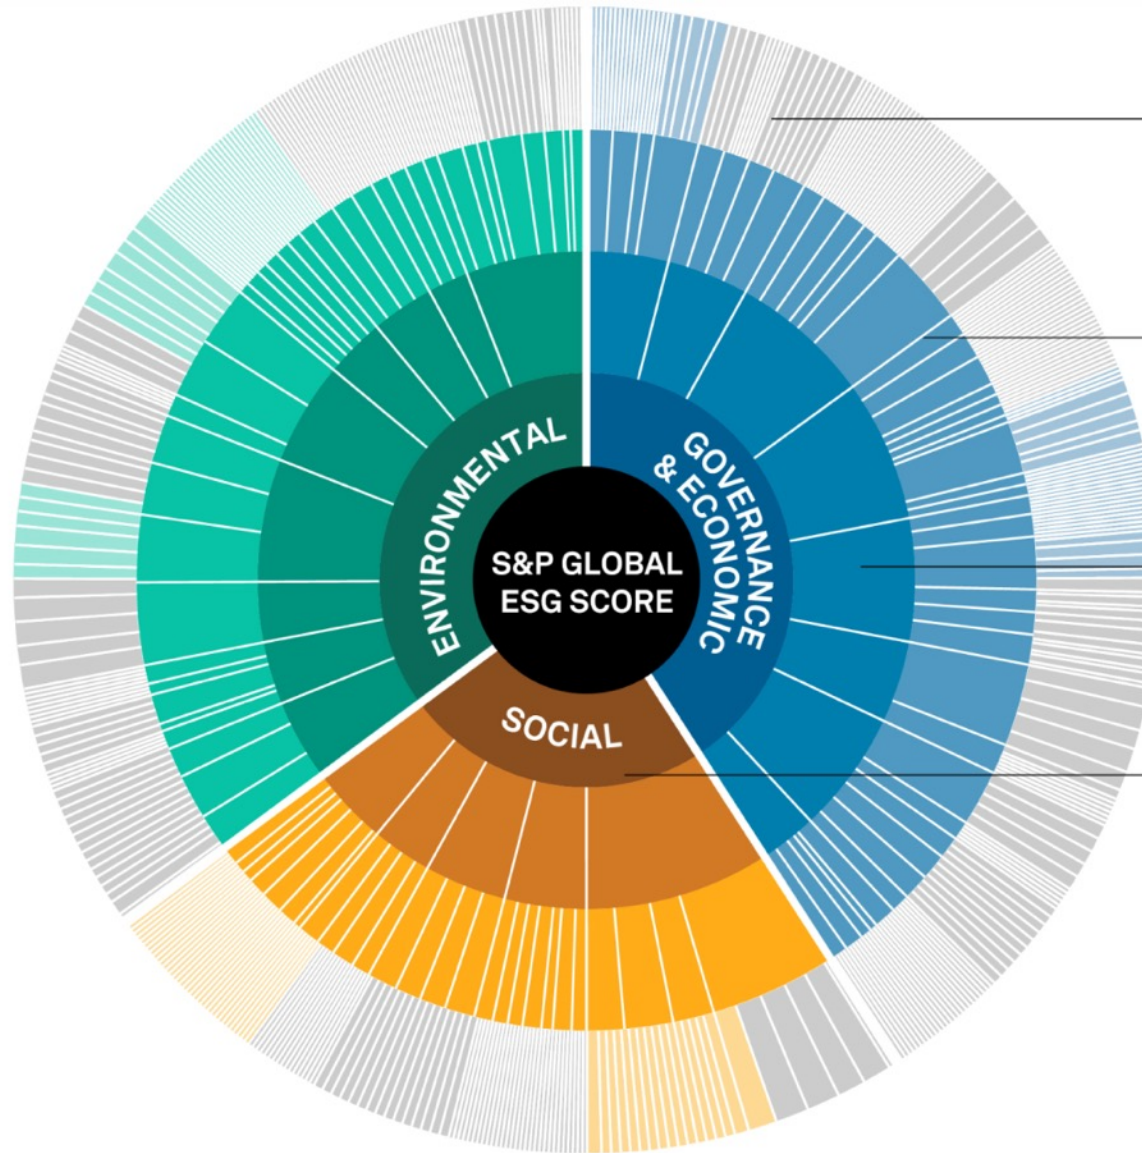 ENVIRONMENTAL
GOVERNANCE
& ECONOMIC
S&P GLOBAL
ESG SCORE
SOCIAL